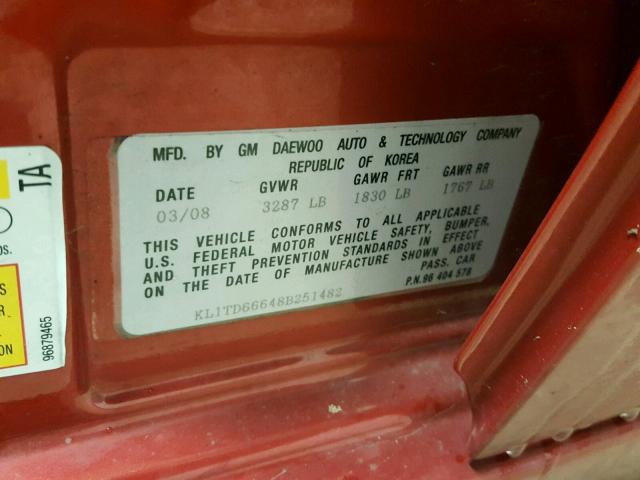 MFD. BY GM DAEWOO AUTO & TECHNOLOGY COMPANY
REPUBLIC OF KOREA
DATE GVWR GAWR FRT GAWR RR
03/08 3287 LB 1830 LB 1767 LB
THIS VEHICLE CONFORMS TO ALL APPLICABLE
U.S. FEDERAL MOTOR VEHICLE SAFETY, BUMPER,
AND THEFT PREVENTION STANDARDS IN EFFECT
ON THE DATE OF MANUFACTURE SHOWN ABOVE
PASS. CAR
KL1TD66648B251482 P.N. 96 404 578
TA
96879465